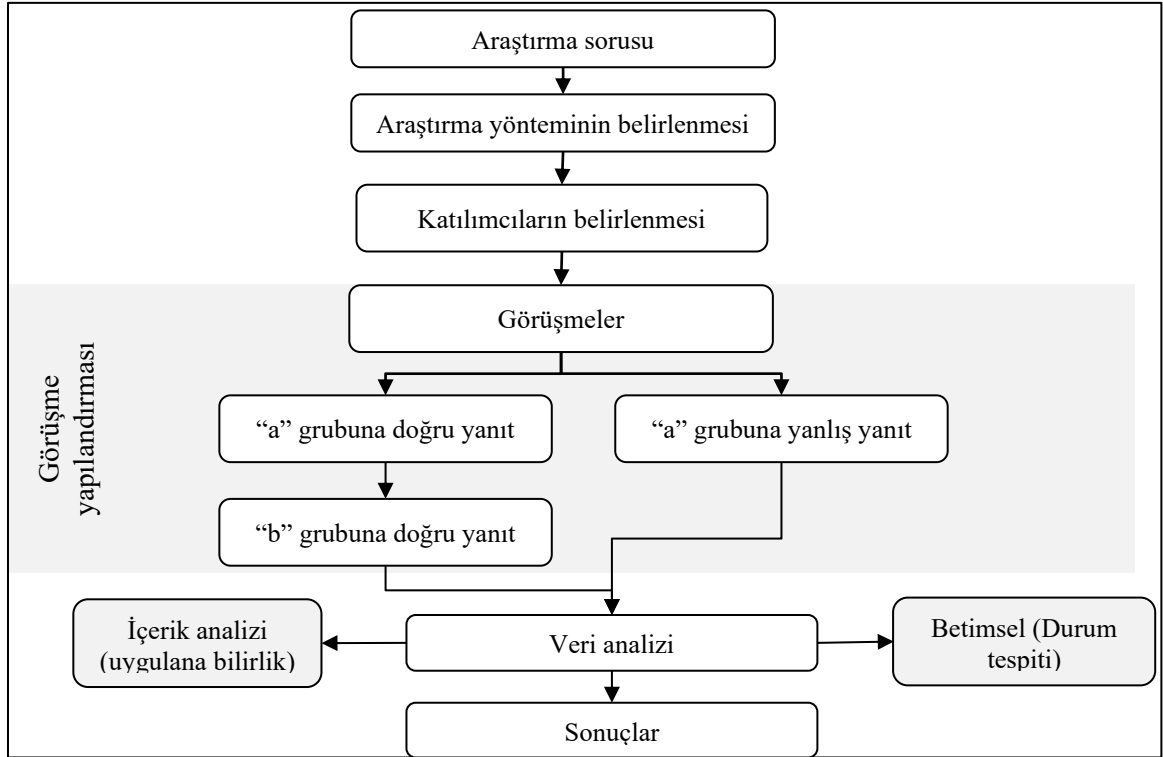 Araştırma sorusu
Araştırma yönteminin belirlenmesi
Katılımcıların belirlenmesi
Görüşmeler
Görüşme
yapılandırması
“a” grubuna doğru yanıt
“a” grubuna yanlış yanıt
“b” grubuna doğru yanıt
İçerik analizi
(uygulana bilirlik)
Veri analizi
Betimsel (Durum
tespiti)
Sonuçlar